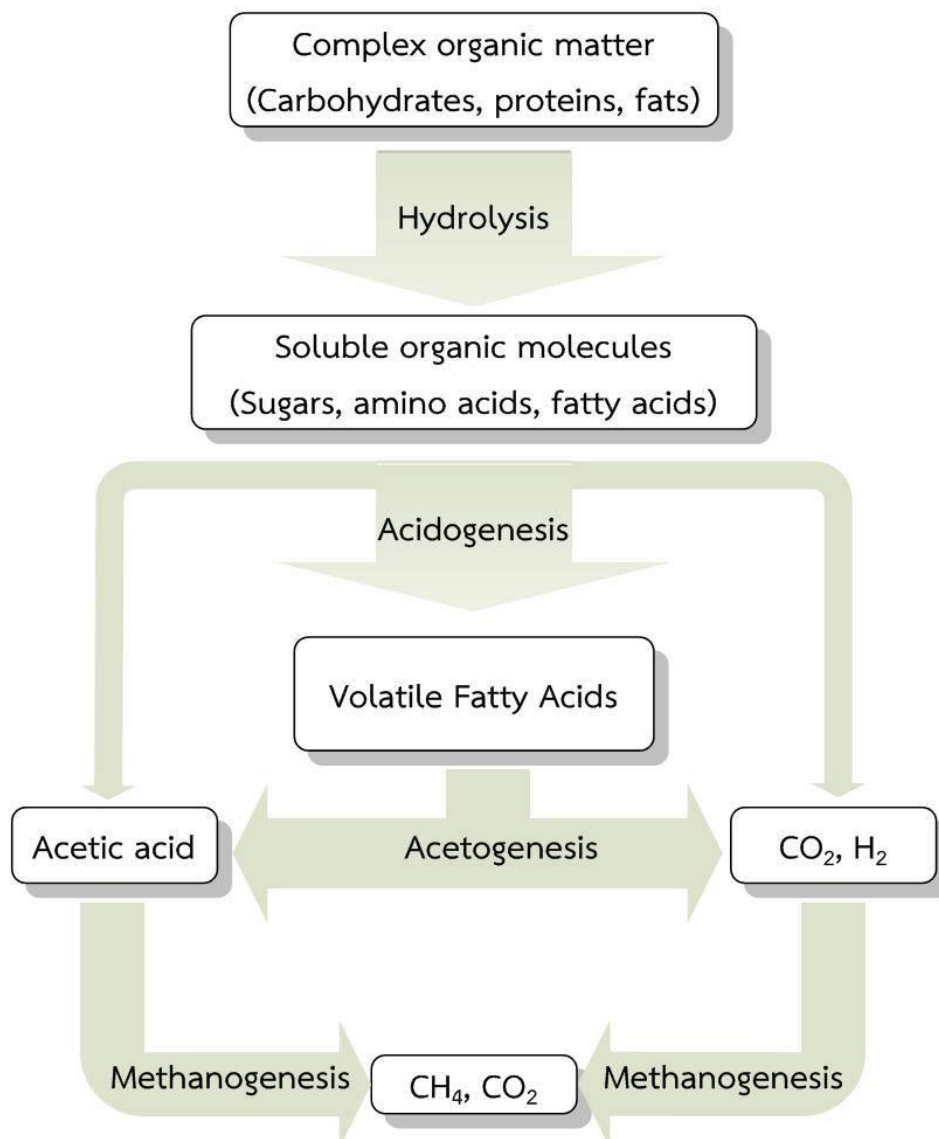 Complex organic matter
(Carbohydrates, proteins, fats)
Hydrolysis
Soluble organic molecules
(Sugars, amino acids, fatty acids)
Acidogenesis
Volatile Fatty Acids
Acetic acid
Acetogenesis
CO₂, H₂
Methanogenesis
CH₄, CO₂
Methanogenesis